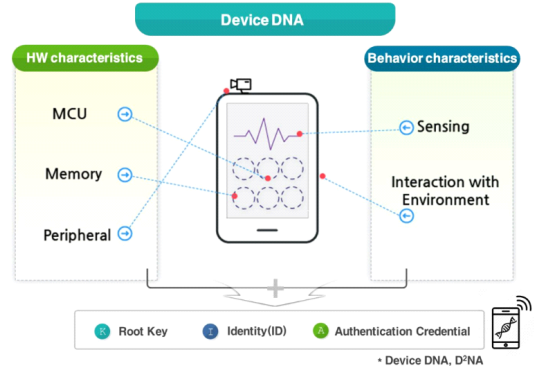 Device DNA
HW characteristics
Behavior characteristics
MCU
Memory
Peripheral
Sensing
Interaction with
Environment
K Root Key
I Identity(ID)
A Authentication Credential
* Device DNA, D²NA